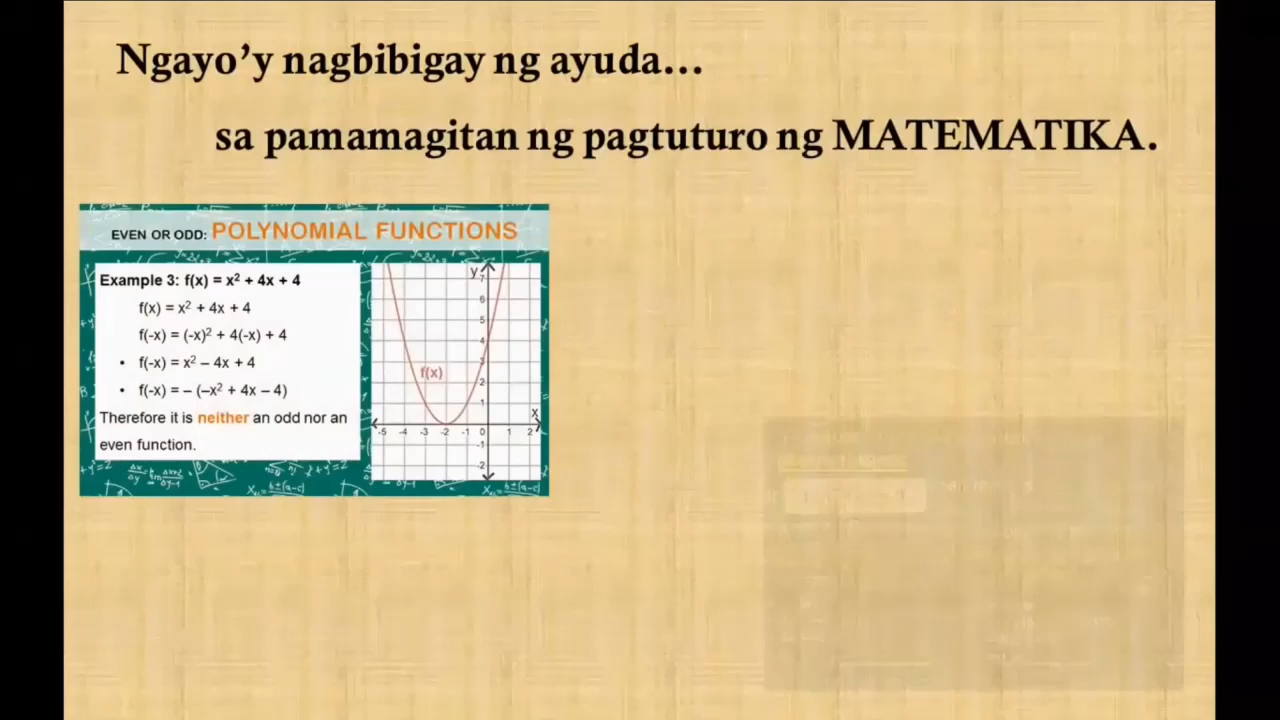 Ngayo’y nagbibigay ng ayuda...
sa pamamagitan ng pagtuturo ng MATEMATIKA.
EVEN OR ODD: POLYNOMIAL FUNCTIONS
Example 3: f(x) = x² + 4x + 4
f(x) = x² + 4x + 4
f(-x) = (-x)² + 4(-x) + 4
• f(-x) = x² – 4x + 4
• f(-x) = – (–x² + 4x – 4)
Therefore it is neither an odd nor an
even function.
y
7
6
5
4
3
2
1
f(x)
x
-5 -4 -3 -2 -1 0 1 2
-1
-2